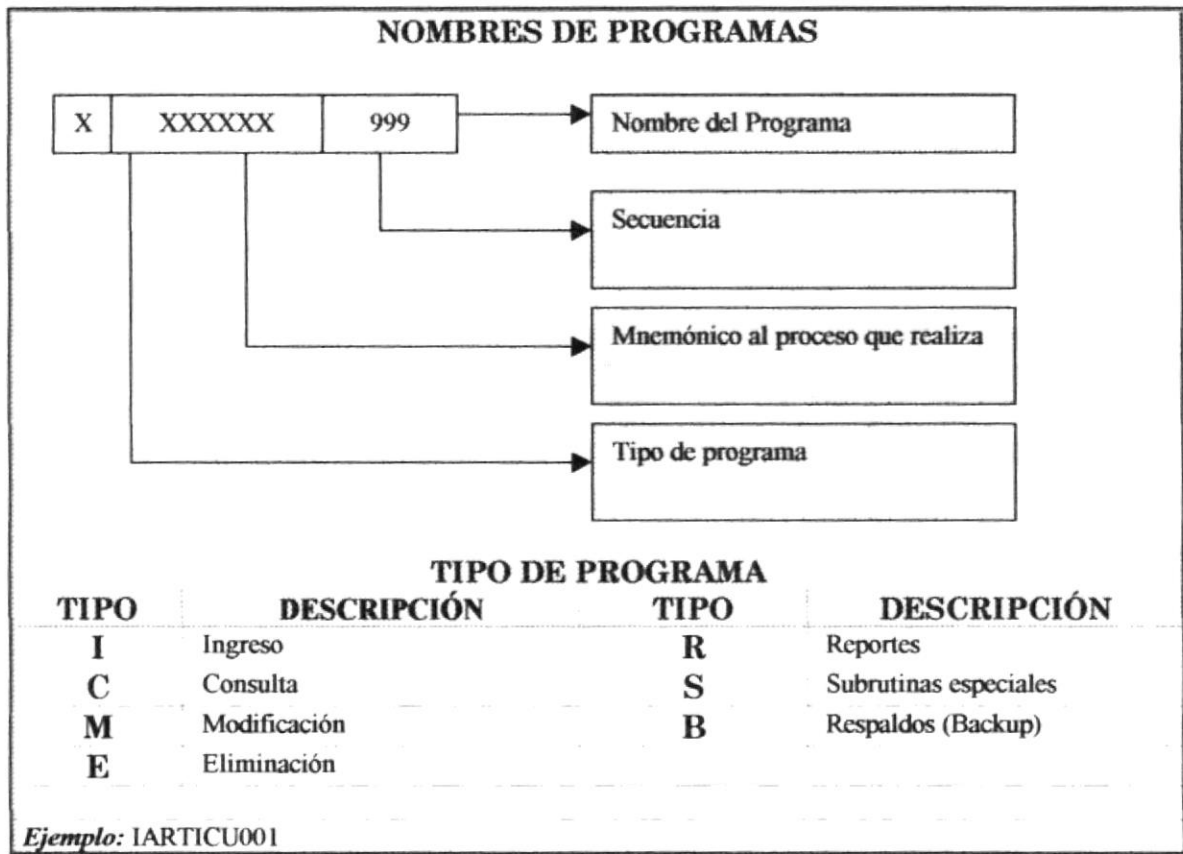 NOMBRES DE PROGRAMAS
X XXXXXX 999
Nombre del Programa
Secuencia
Mnemónico al proceso que realiza
Tipo de programa
TIPO DE PROGRAMA
TIPO DESCRIPCIÓN TIPO DESCRIPCIÓN
I Ingreso R Reportes
C Consulta S Subrutinas especiales
M Modificación B Respaldos (Backup)
E Eliminación
Ejemplo: IARTICU001